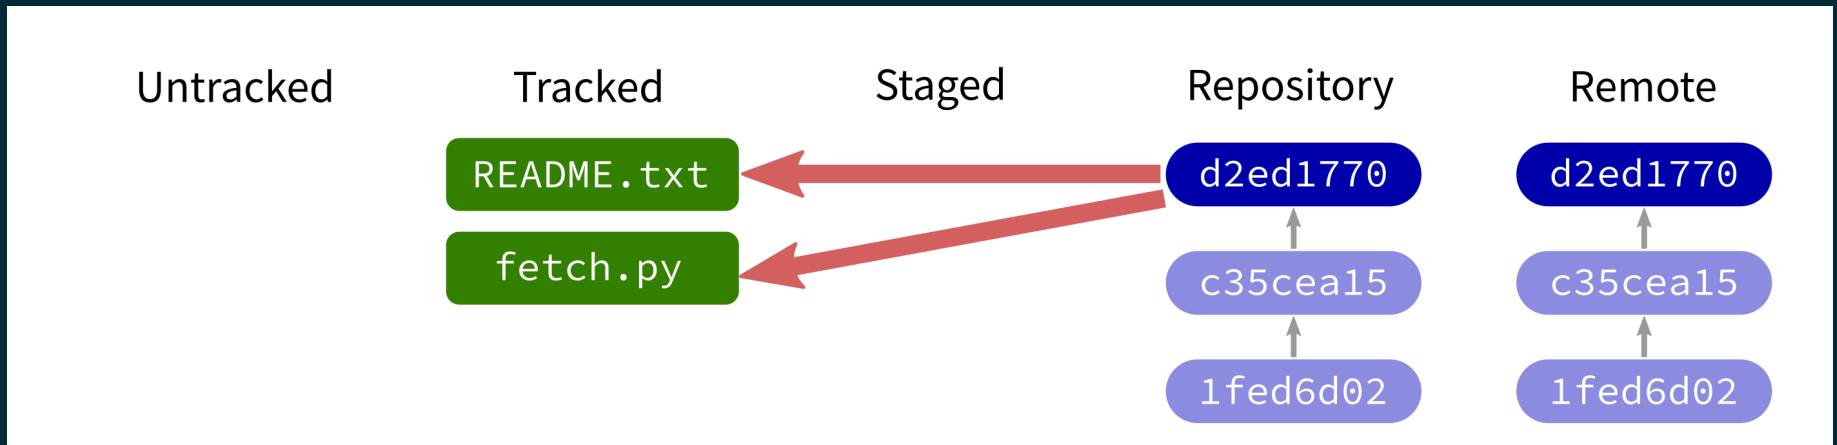 Untracked Tracked Staged Repository Remote
README.txt d2ed1770 d2ed1770
fetch.py c35cea15 c35cea15
1fed6d02 1fed6d02